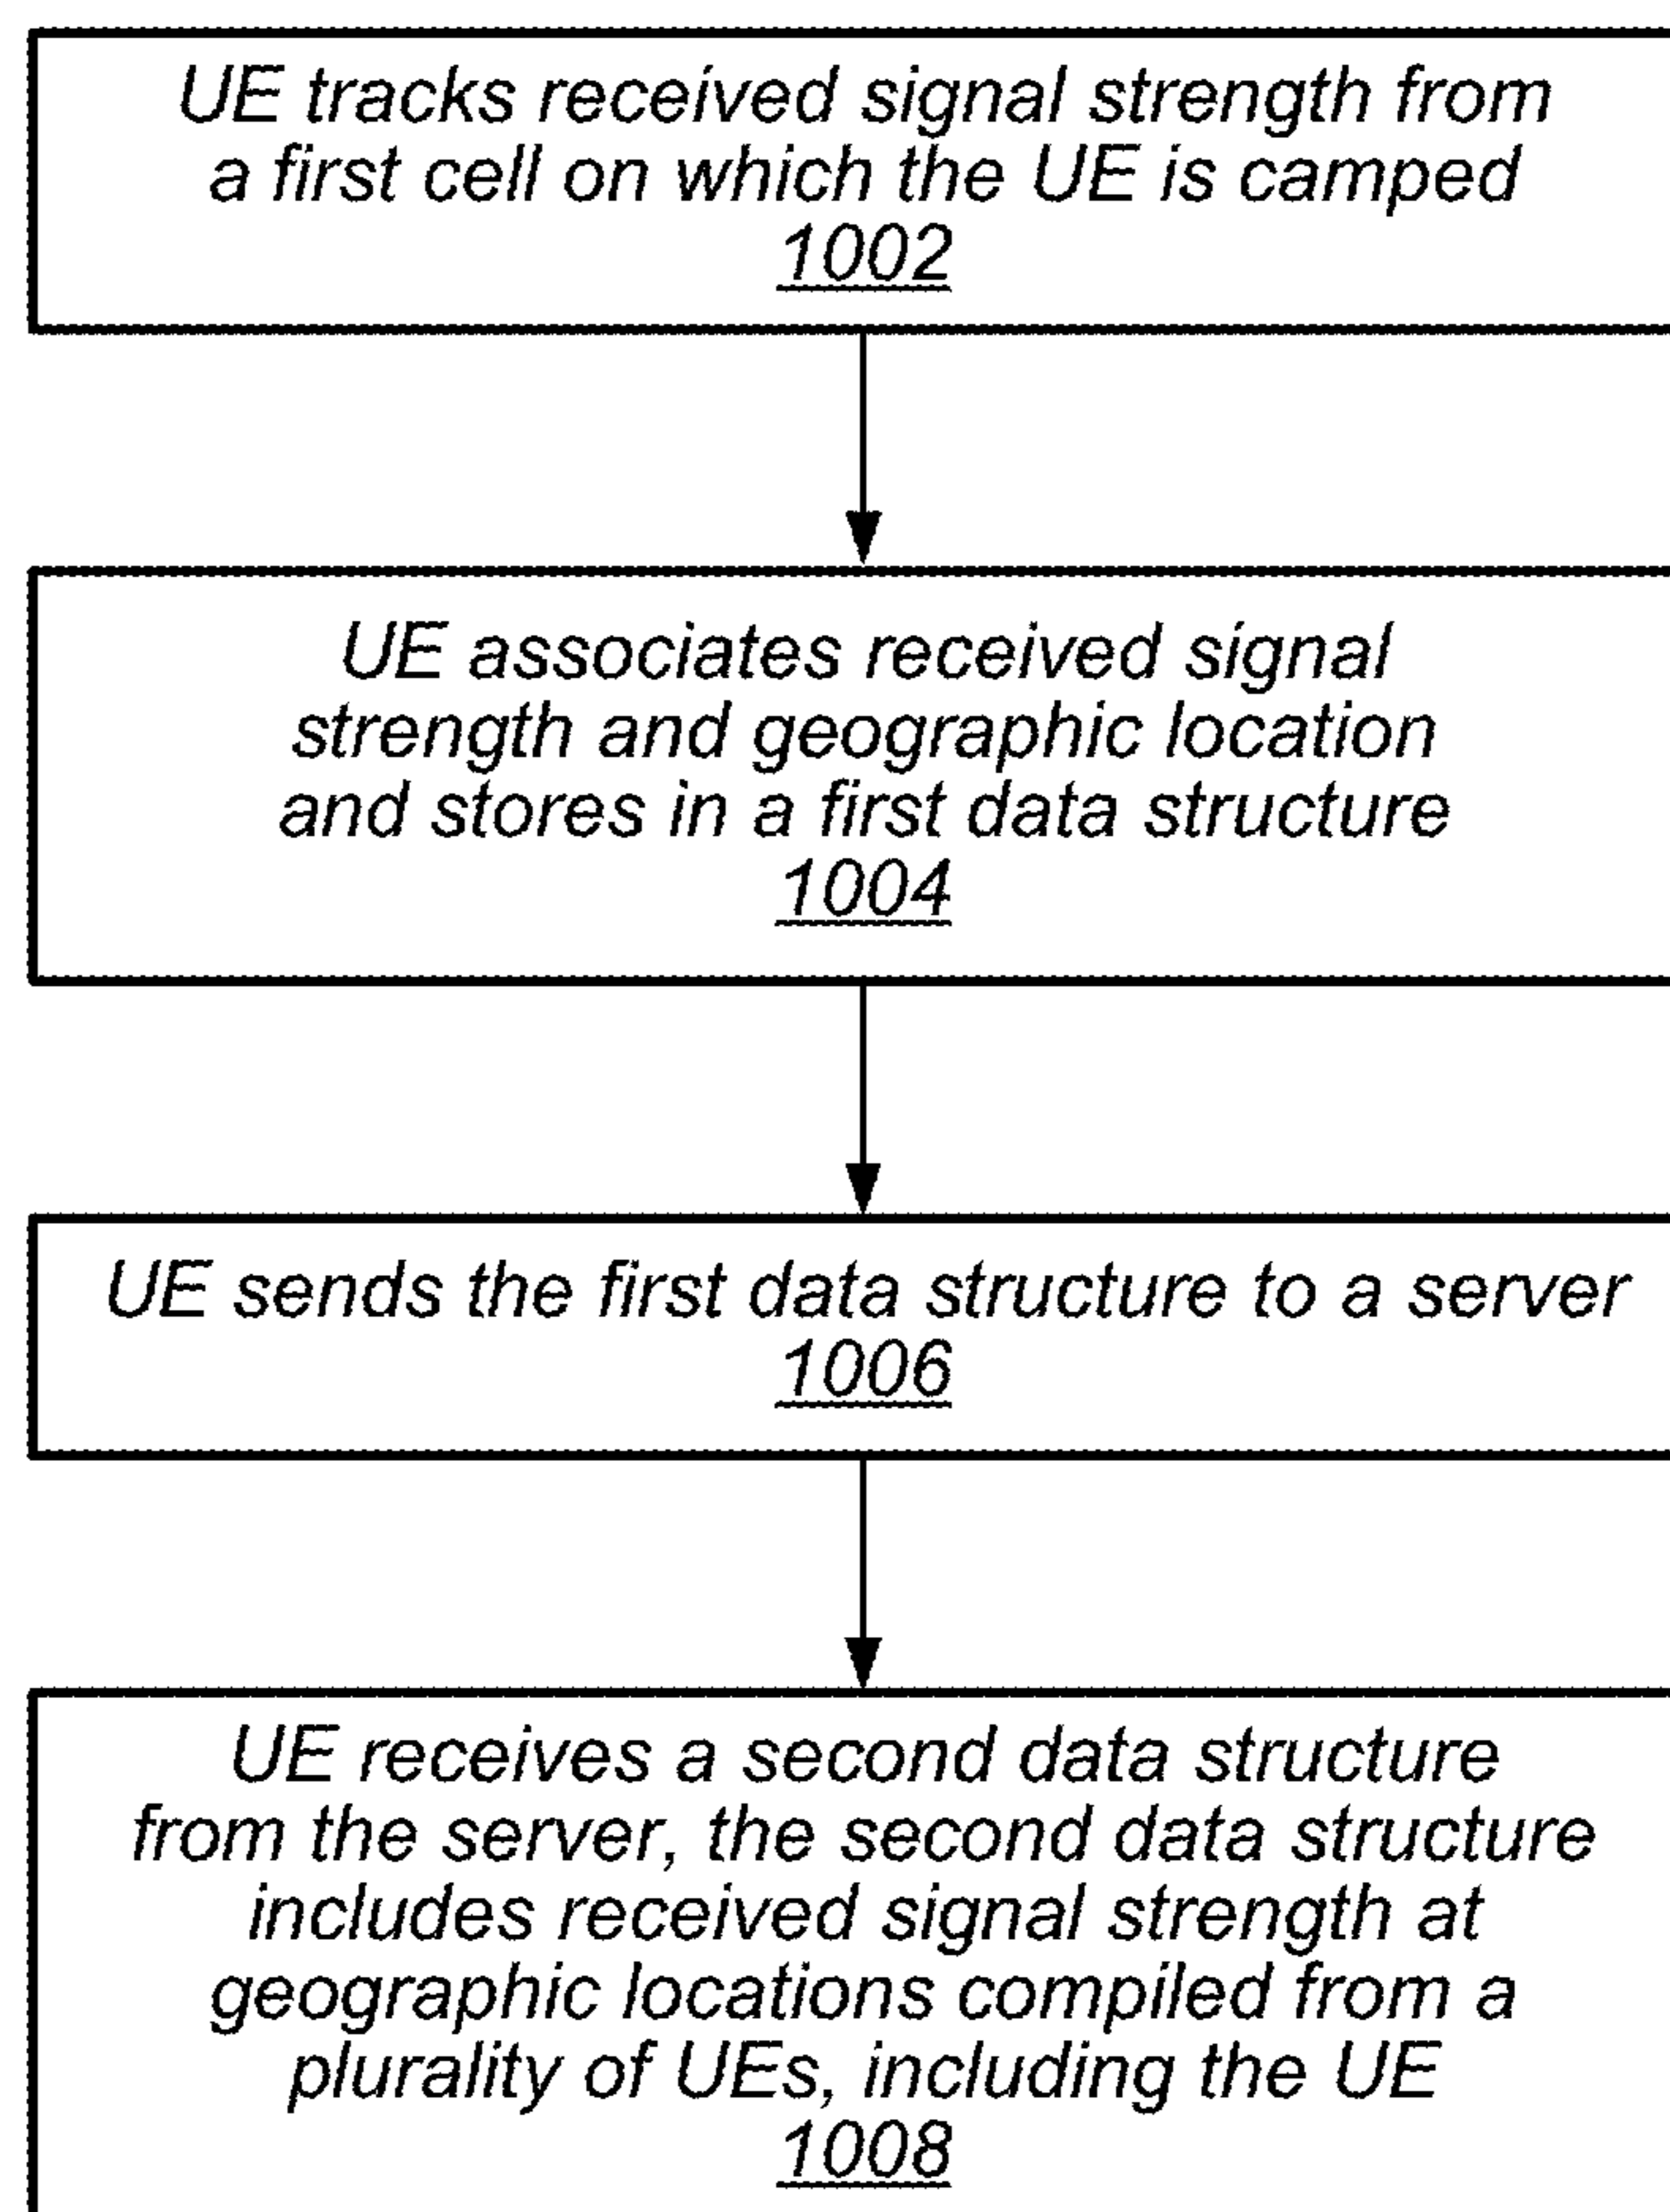 UE tracks received signal strength from
a first cell on which the UE is camped
1002
UE associates received signal
strength and geographic location
and stores in a first data structure
1004
UE sends the first data structure to a server
1006
UE receives a second data structure
from the server, the second data structure
includes received signal strength at
geographic locations compiled from a
plurality of UEs, including the UE
1008